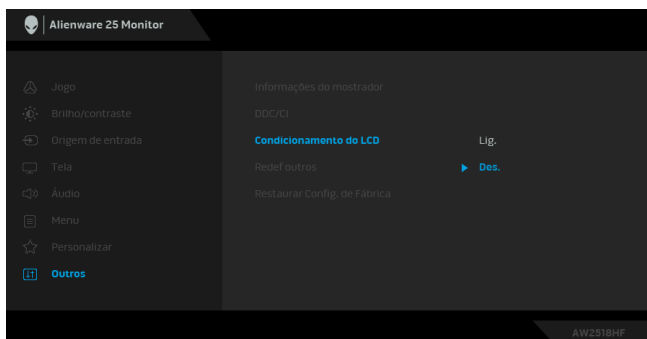 Alienware 25 Monitor
Jogo
Informações do mostrador
Brilho/contraste
DDC/CI
Origem de entrada
Condicionamento do LCD
Lig.
Tela
Redef outros
Des.
Áudio
Restaurar Config. de Fábrica
Menu
Personalizar
Outros
AW2518HF